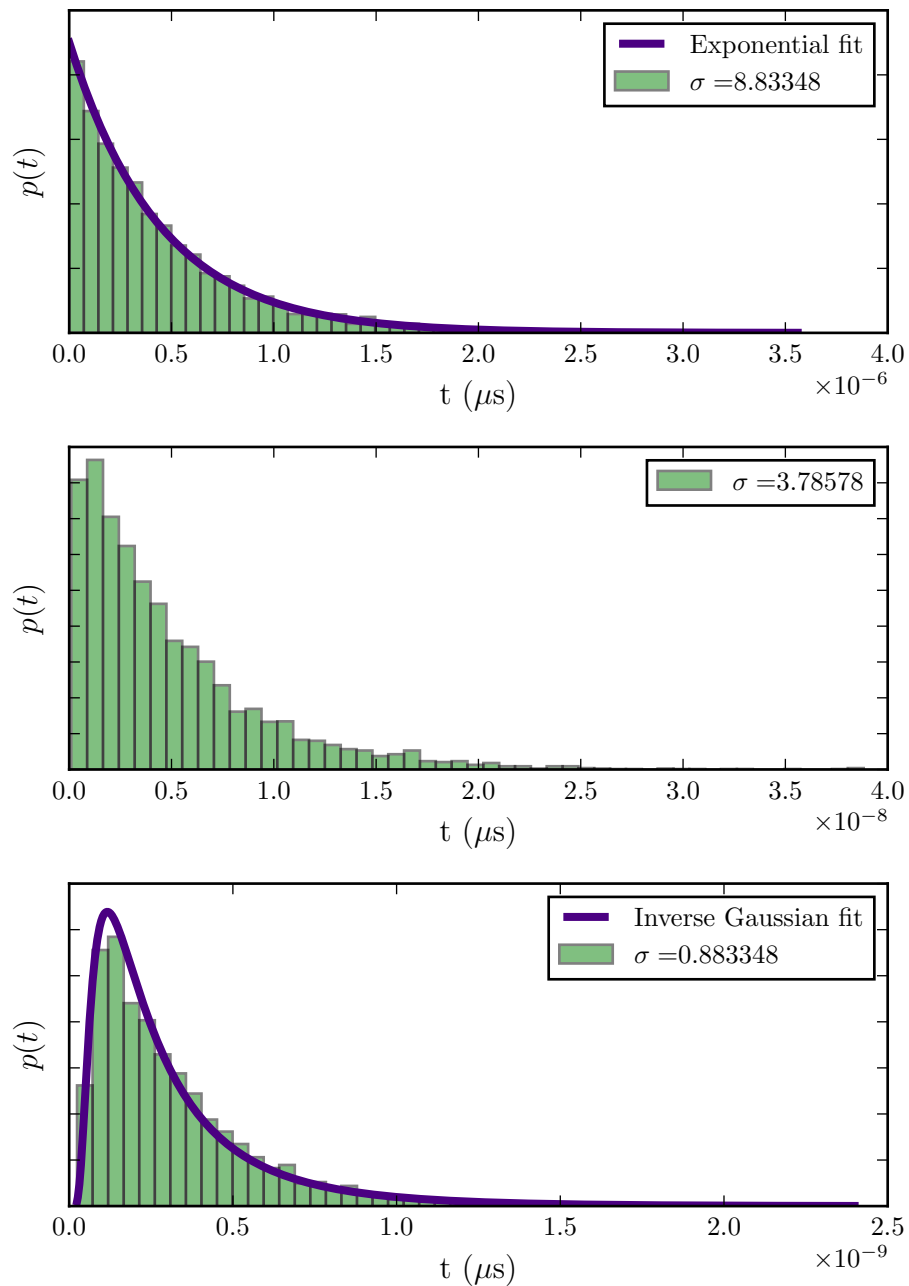 Exponential fit
σ =8.83348
p(t)
0.0 0.5 1.0 1.5 2.0 2.5 3.0 3.5 4.0
t (μs)
×10⁻⁶
σ =3.78578
p(t)
0.0 0.5 1.0 1.5 2.0 2.5 3.0 3.5 4.0
t (μs)
×10⁻⁸
Inverse Gaussian fit
σ =0.883348
p(t)
0.0 0.5 1.0 1.5 2.0 2.5
t (μs)
×10⁻⁹